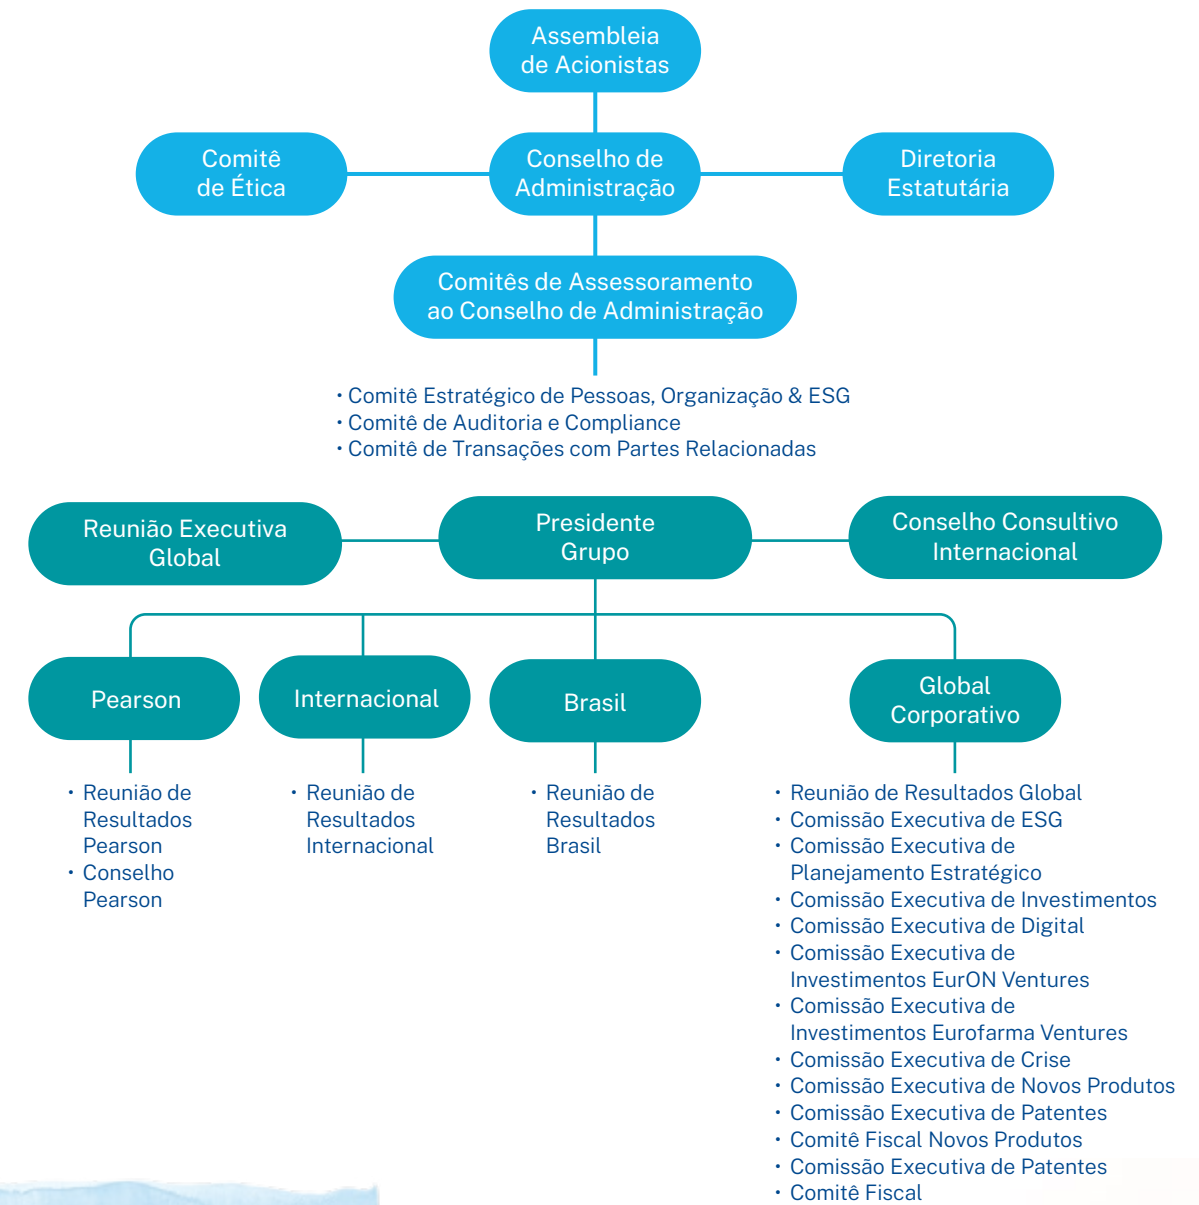 Assembleia
de Acionistas
Comitê
de Ética
Conselho de
Administração
Diretoria
Estatutária
Comitês de Assessoramento
ao Conselho de Administração
• Comitê Estratégico de Pessoas, Organização & ESG
• Comitê de Auditoria e Compliance
• Comitê de Transações com Partes Relacionadas
Reunião Executiva
Global
Presidente
Grupo
Conselho Consultivo
Internacional
Pearson
Internacional
Brasil
Global
Corporativo
• Reunião de
Resultados
Pearson
• Conselho
Pearson
• Reunião de
Resultados
Internacional
• Reunião de
Resultados
Brasil
• Reunião de Resultados Global
• Comissão Executiva de ESG
• Comissão Executiva de
Planejamento Estratégico
• Comissão Executiva de Investimentos
• Comissão Executiva de Digital
• Comissão Executiva de
Investimentos EurON Ventures
• Comissão Executiva de
Investimentos Eurofarma Ventures
• Comissão Executiva de Crise
• Comissão Executiva de Novos Produtos
• Comissão Executiva de Patentes
• Comitê Fiscal Novos Produtos
• Comissão Executiva de Patentes
• Comitê Fiscal